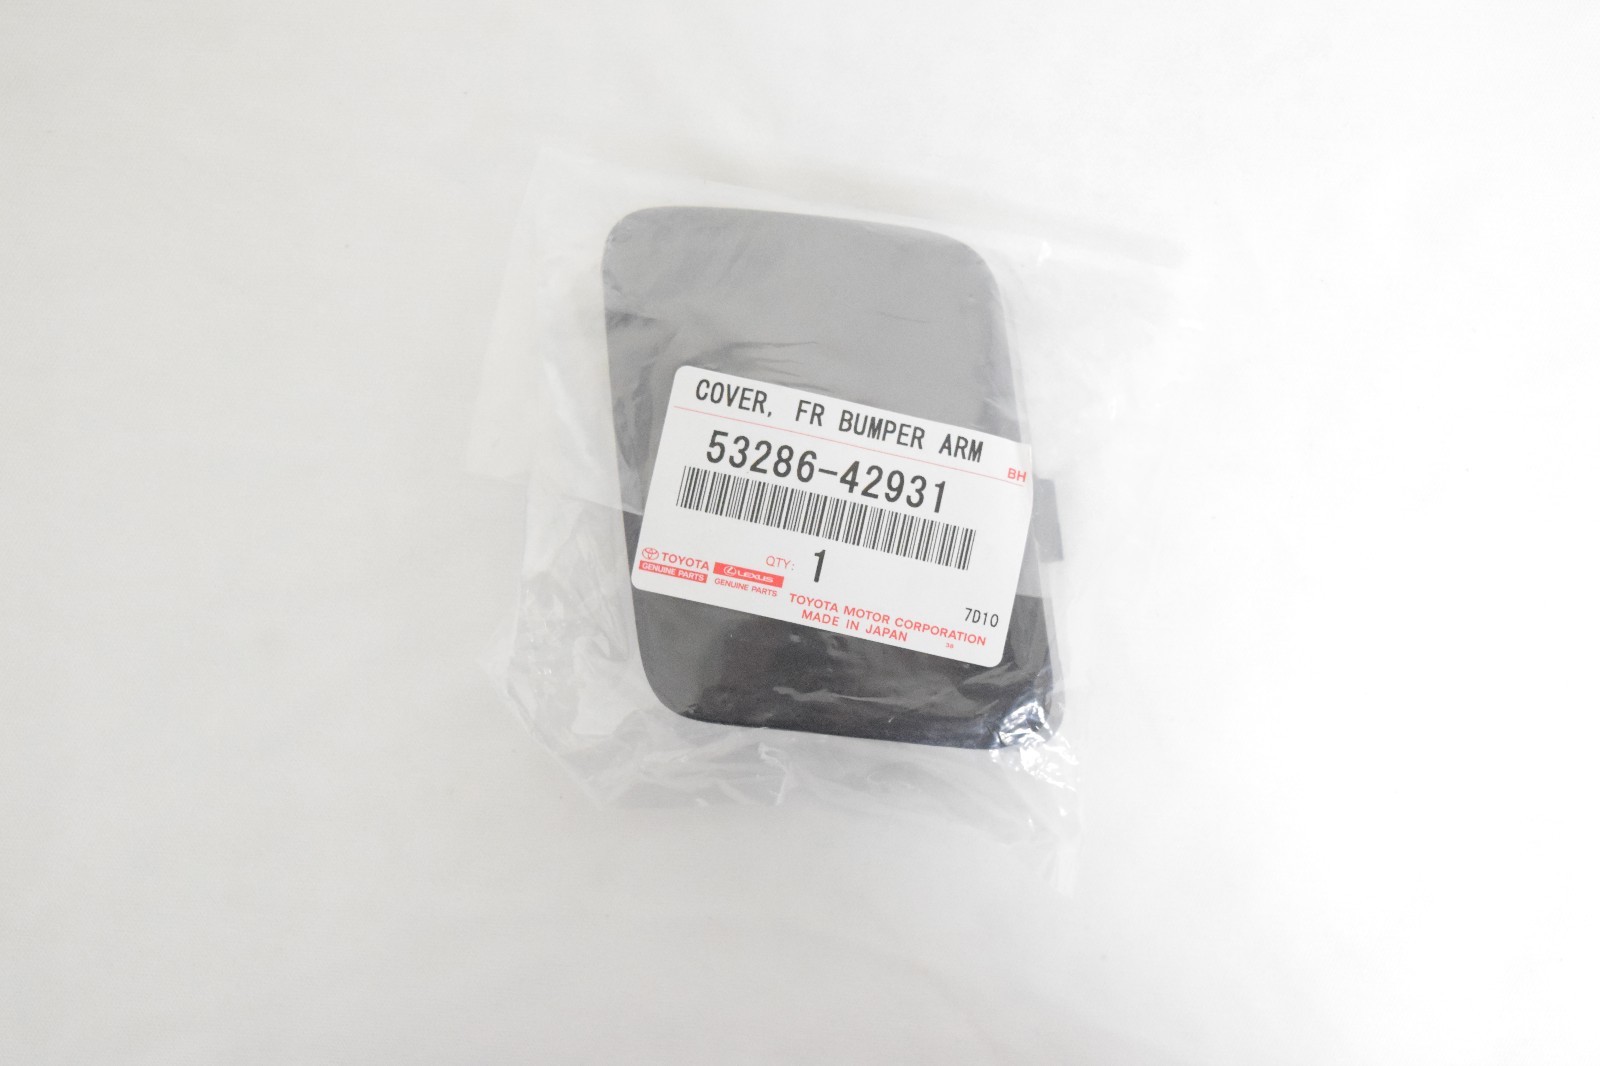 COVER, FR BUMPER ARM
BH
53286-42931
QTY: 1
TOYOTA
GENUINE PARTS
LEXUS
GENUINE PARTS
7D10
TOYOTA MOTOR CORPORATION
MADE IN JAPAN